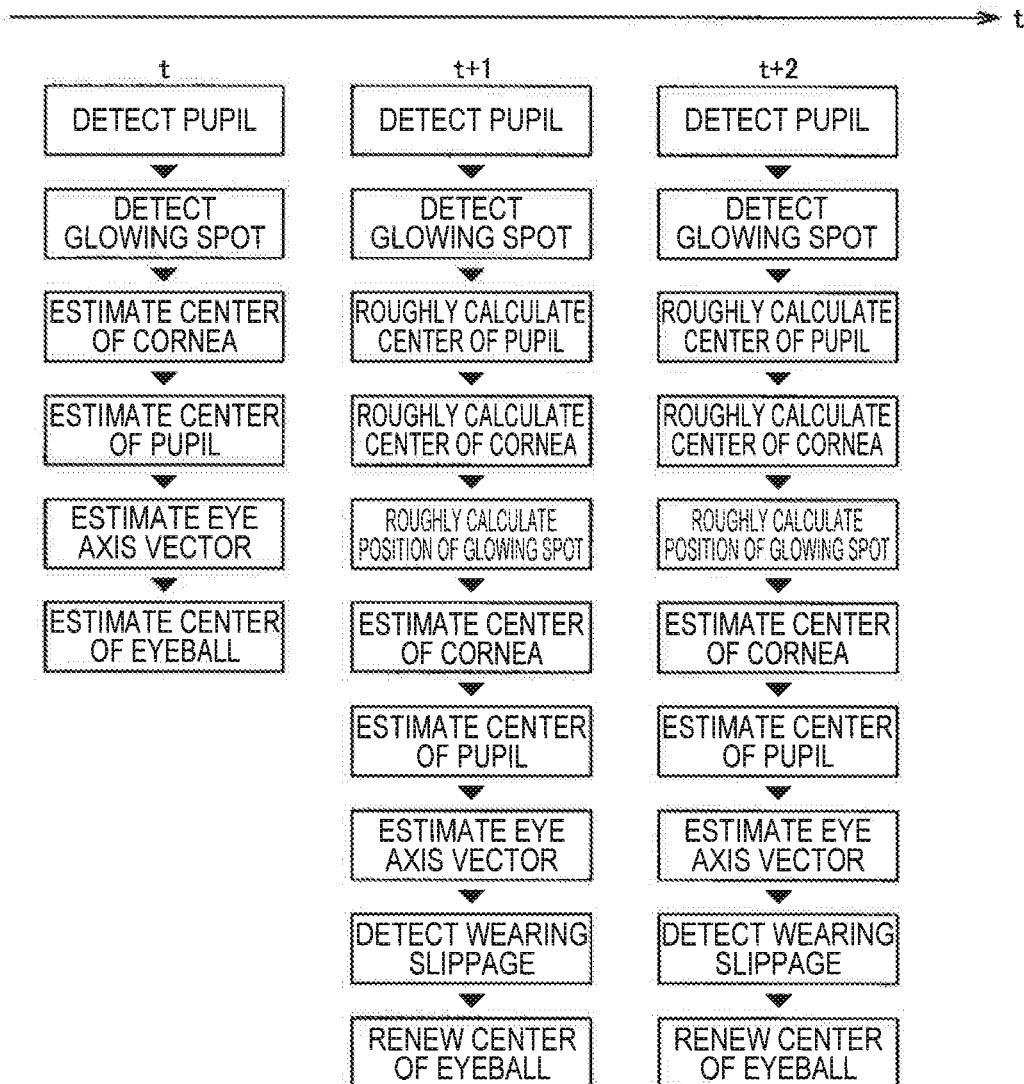 t
t
DETECT PUPIL
DETECT
GLOWING SPOT
ESTIMATE CENTER
OF CORNEA
ESTIMATE CENTER
OF PUPIL
ESTIMATE EYE
AXIS VECTOR
ESTIMATE CENTER
OF EYEBALL
t+1
DETECT PUPIL
DETECT
GLOWING SPOT
ROUGHLY CALCULATE
CENTER OF PUPIL
ROUGHLY CALCULATE
CENTER OF CORNEA
ROUGHLY CALCULATE
POSITION OF GLOWING SPOT
ESTIMATE CENTER
OF CORNEA
ESTIMATE CENTER
OF PUPIL
ESTIMATE EYE
AXIS VECTOR
DETECT WEARING
SLIPPAGE
RENEW CENTER
OF EYEBALL
t+2
DETECT PUPIL
DETECT
GLOWING SPOT
ROUGHLY CALCULATE
CENTER OF PUPIL
ROUGHLY CALCULATE
CENTER OF CORNEA
ROUGHLY CALCULATE
POSITION OF GLOWING SPOT
ESTIMATE CENTER
OF CORNEA
ESTIMATE CENTER
OF PUPIL
ESTIMATE EYE
AXIS VECTOR
DETECT WEARING
SLIPPAGE
RENEW CENTER
OF EYEBALL